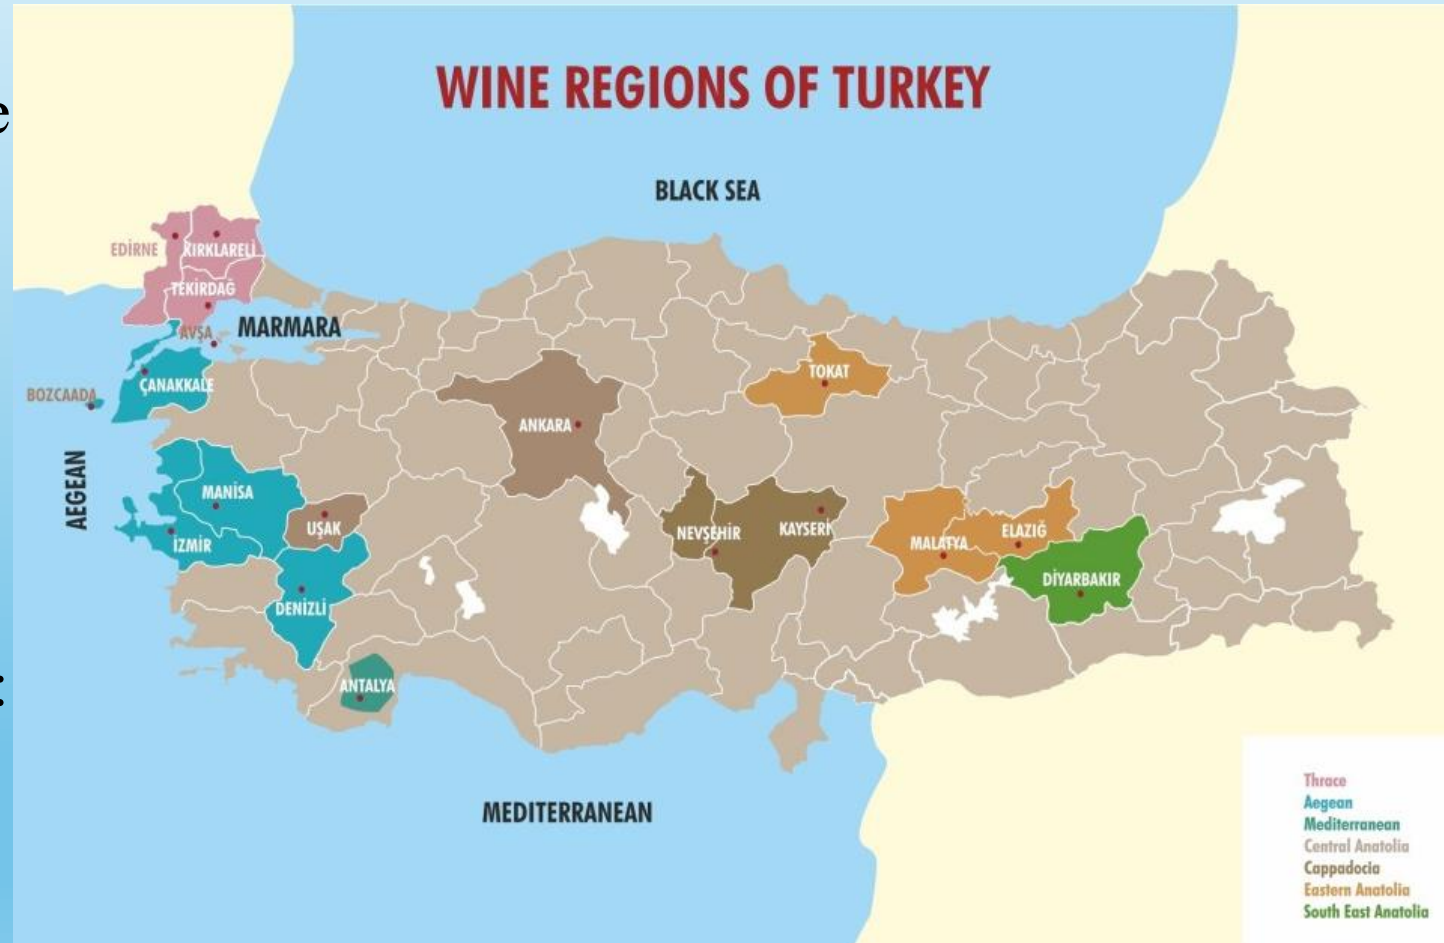 e
WINE REGIONS OF TURKEY
BLACK SEA
EDİRNE
KIRKLARELİ
TEKİRDAĞ
AVŞA
MARMARA
ÇANAKKALE
BOZCAADA
TOKAT
ANKARA
AEGEAN
MANİSA
UŞAK
İZMİR
NEVŞEHİR
KAYSERİ
MALATYA
ELAZIĞ
DİYARBAKIR
DENİZLİ
:
ANTALYA
MEDITERRANEAN
Thrace
Aegean
Mediterranean
Central Anatolia
Cappadocia
Eastern Anatolia
South East Anatolia